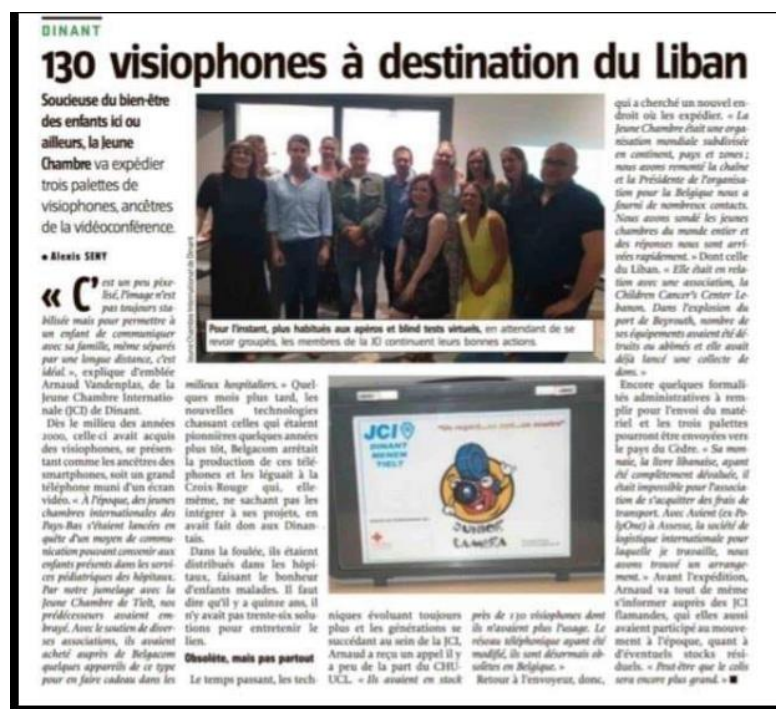 DINANT
130 visiophones à destination du Liban
Soucieuse du bien-être
des enfants ici ou
ailleurs, la Jeune
Chambre va expédier
trois palettes de
visiophones, ancêtres
de la vidéoconférence.
• Alexis SENY
« C'est un peu pixe-
lisé, l'image n'est
pas toujours sta-
bilisée mais pour permettre à
un enfant de communiquer
avec sa famille, même séparés
par une longue distance, c'est
idéal », explique d'emblée
Arnaud Vandenplas, de la
Jeune Chambre Internatio-
nale (JCI) de Dinant.
Dès le milieu des années
2000, celle-ci avait acquis
des visiophones, se présen-
tant comme les ancêtres des
smartphones, soit un grand
téléphone muni d'un écran
vidéo. « À l'époque, des jeunes
chambres internationales des
Pays-Bas s'étaient lancées en
quête d'un moyen de commu-
nication pouvant convenir aux
enfants présents dans les servi-
ces pédiatriques des hôpitaux.
Par notre jumelage avec la
Jeune Chambre de Tielt, nos
prédécesseurs avaient em-
brayé. Avec le soutien de diver-
ses associations, ils avaient
acheté auprès de Belgacom
quelques appareils de ce type
pour en faire cadeau dans les
Jeune Chambre International de Dinant
Pour l'instant, plus habitués aux apéros et blind tests virtuels, en attendant de se
revoir groupés, les membres de la JCI continuent leurs bonnes actions.
milieux hospitaliers. » Quel-
ques mois plus tard, les
nouvelles technologies
chassant celles qui étaient
pionnières quelques années
plus tôt, Belgacom arrêtait
la production de ces télé-
phones et les léguait à la
Croix Rouge qui, elle-
même, ne sachant pas les
intégrer à ses projets, en
avait fait don aux Dinan-
tais.
Dans la foulée, ils étaient
distribués dans les hôpi-
taux, faisant le bonheur
d'enfants malades. Il faut
dire qu'il y a quinze ans, il
n'y avait pas trente-six solu-
tions pour entretenir le
lien.
Obsolète, mais pas partout
Le temps passant, les tech-
JCI
DINANT
MENEN
TIELT
JUNIOR
CAMERA
niques évoluant toujours
plus et les générations se
succédant au sein de la JCI,
Arnaud a reçu un appel il y
a peu de la part du CHU-
UCL. « Ils avaient en stock
près de 130 visiophones dont
ils n'avaient plus l'usage. Le
réseau téléphonique ayant été
modifié, ils sont désormais ob-
solètes en Belgique. »
Retour à l'envoyeur, donc,
qui a cherché un nouvel en-
droit où les expédier. « La
Jeune Chambre était une orga-
nisation mondiale subdivisée
en continent, pays et zones ;
nous avons remonté la chaîne
et la Présidente de l'organisa-
tion pour la Belgique nous a
fourni de nombreux contacts.
Nous avons sondé les jeunes
chambres du monde entier et
des réponses nous sont arri-
vées rapidement. » Dont celle
du Liban. « Elle était en rela-
tion avec une association, la
Children Cancer's Center Le-
banon. Dans l'explosion du
port de Beyrouth, nombre de
ses équipements avaient été dé-
truits ou abîmés et elle avait
déjà lancé une collecte de
dons. »
Encore quelques formali-
tés administratives à rem-
plir pour l'envoi du maté-
riel et les trois palettes
pourront être envoyées vers
le pays du Cèdre. « Sa mon-
naie, la livre libanaise, ayant
été complètement dévaluée, il
était impossible pour l'associa-
tion de s'acquitter des frais de
transport. Avec Avient (ex-Po-
lyOne) à Assesse, la société de
logistique internationale pour
laquelle je travaille, nous
avons trouvé un arrange-
ment. » Avant l'expédition,
Arnaud va tout de même
s'informer auprès des JCI
flamandes, qui elles aussi
avaient participé au mouve-
ment à l'époque, quant à
d'éventuels stocks rési-
duels. « Peut-être que le colis
sera encore plus grand. » ■